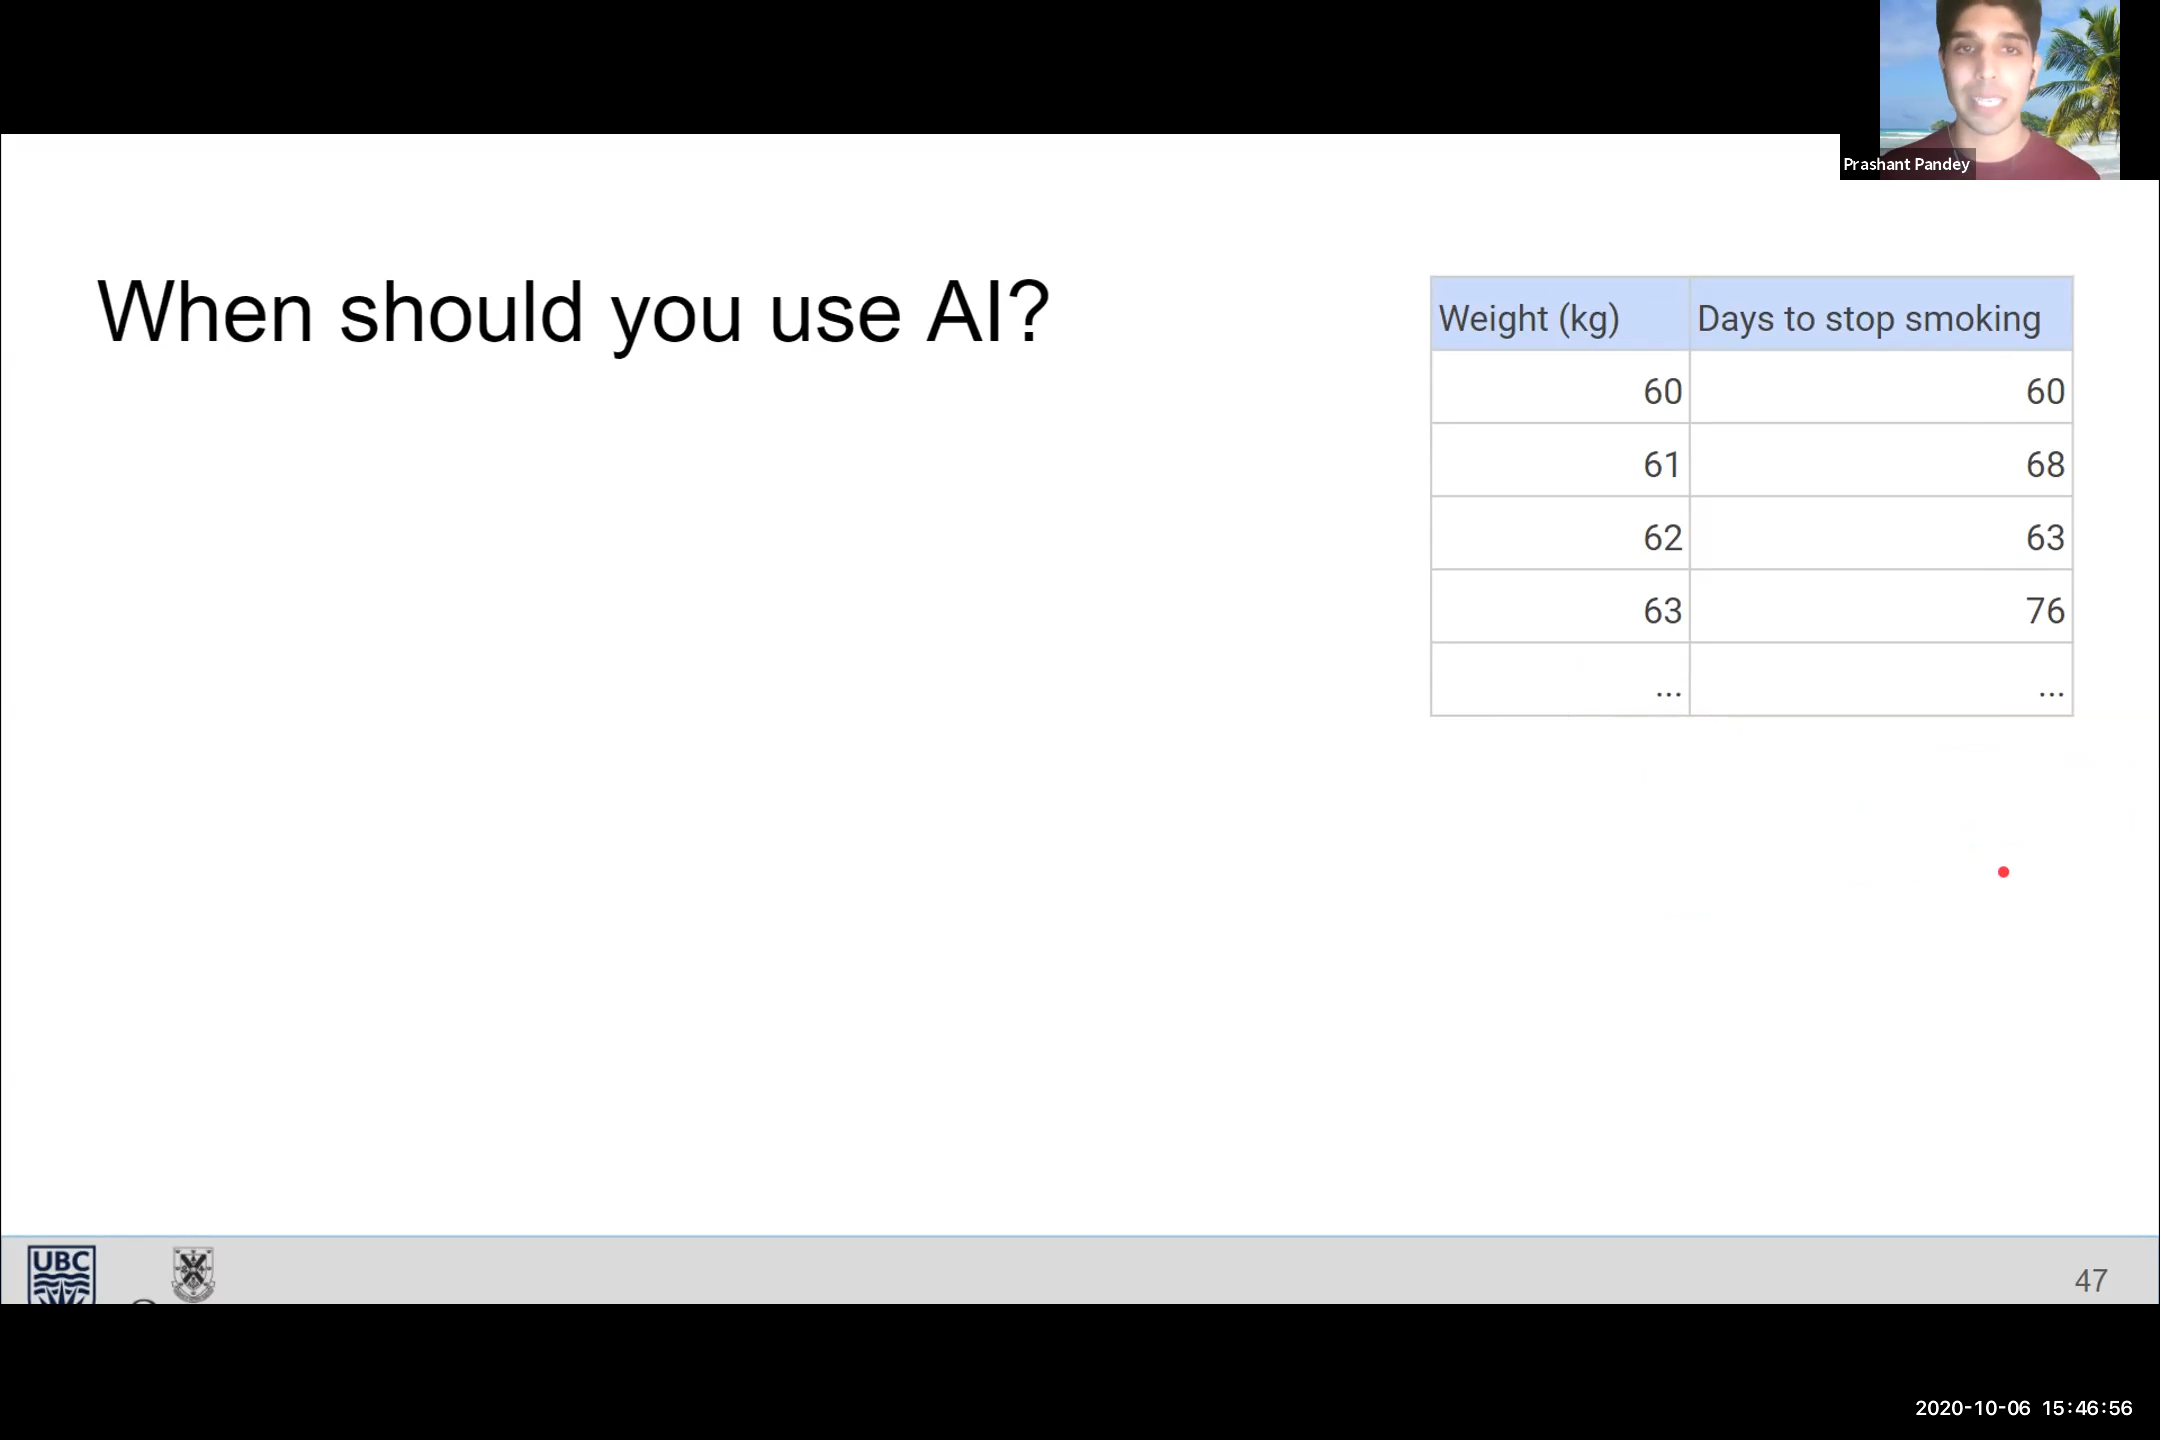 Prashant Pandey
When should you use AI?
Weight (kg) Days to stop smoking
60 60
61 68
62 63
63 76
... ...
UBC
47
2020-10-06 15:46:56